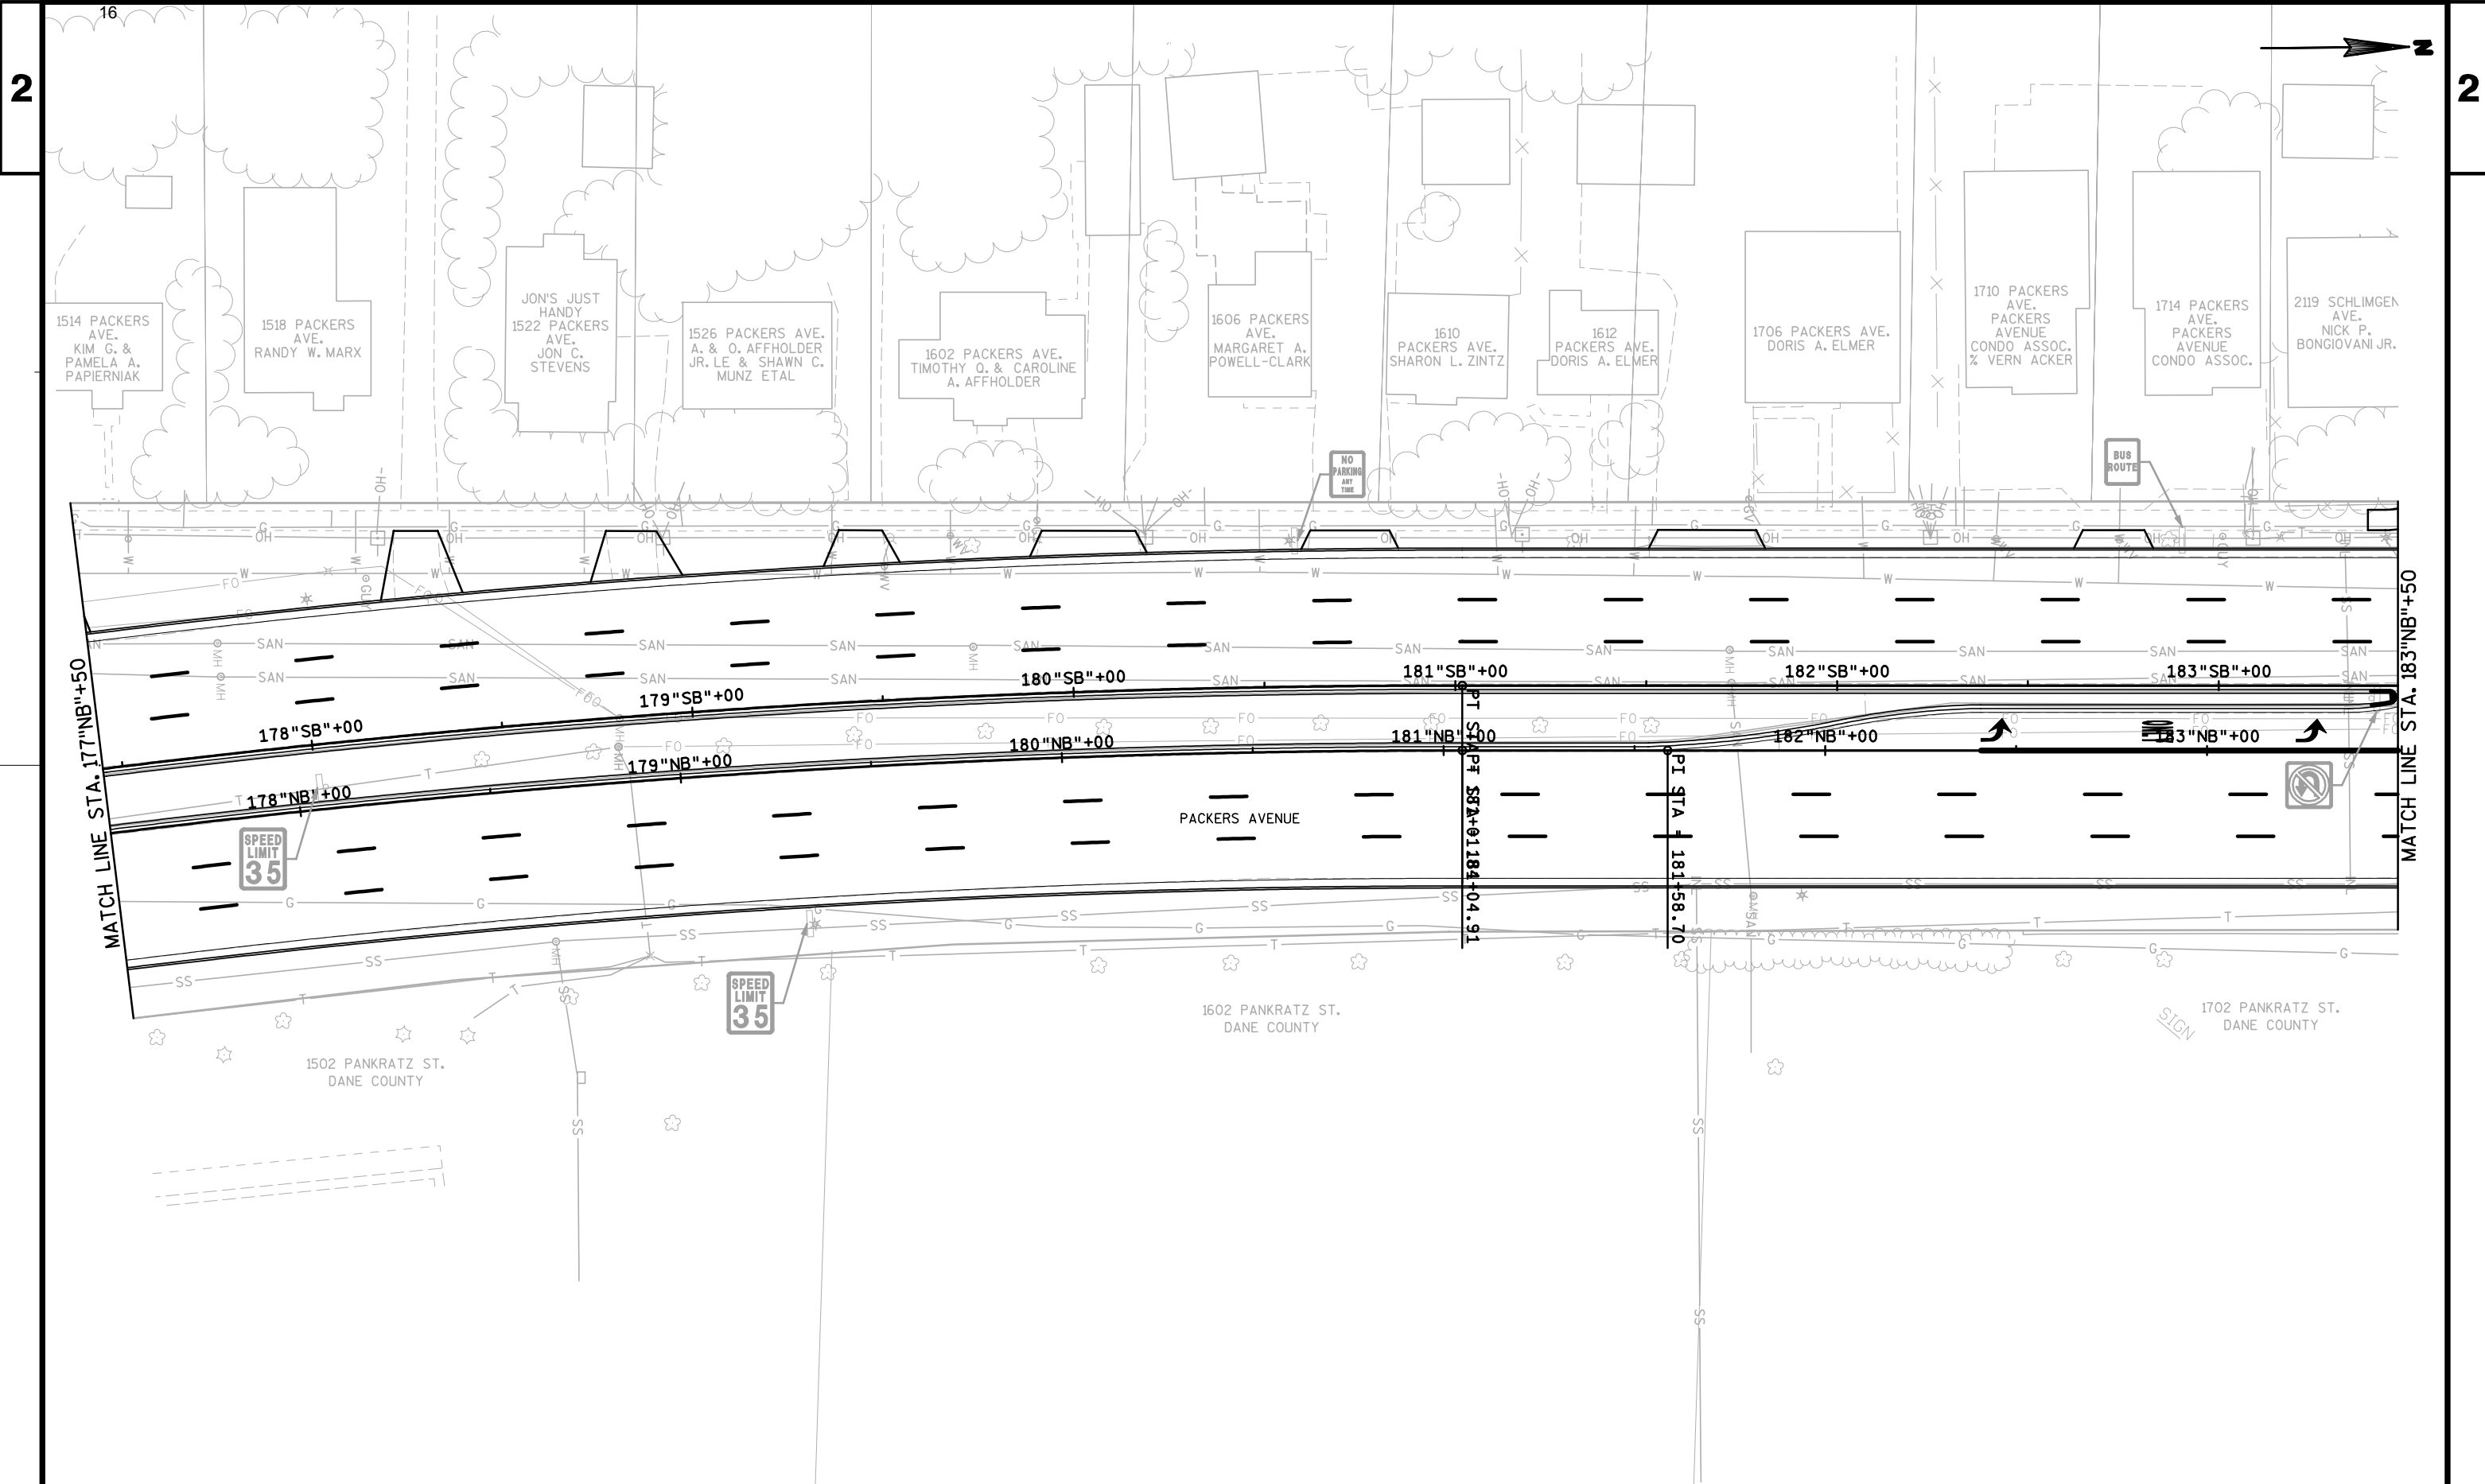 16
2
2
N
1514 PACKERS
AVE.
KIM G. &
PAMELA A.
PAPIERNIAK
1518 PACKERS
AVE.
RANDY W. MARX
JON'S JUST
HANDY
1522 PACKERS
AVE.
JON C.
STEVENS
1526 PACKERS AVE.
A. & O. AFFHOLDER
JR. LE & SHAWN C.
MUNZ ETAL
1602 PACKERS AVE.
TIMOTHY Q. & CAROLINE
A. AFFHOLDER
1606 PACKERS
AVE.
MARGARET A.
POWELL-CLARK
1610
PACKERS AVE.
SHARON L. ZINTZ
1612
PACKERS AVE.
DORIS A. ELMER
1706 PACKERS AVE.
DORIS A. ELMER
1710 PACKERS
AVE.
PACKERS
AVENUE
CONDO ASSOC.
% VERN ACKER
1714 PACKERS
AVE.
PACKERS
AVENUE
CONDO ASSOC.
2119 SCHLIMGEN
AVE.
NICK P.
BONGIOVANI JR.
NO
PARKING
ANY
TIME
BUS
ROUTE
MATCH LINE STA. 177"NB"+50
178"SB"+00
179"SB"+00
180"SB"+00
181"SB"+00
182"SB"+00
183"SB"+00
178"NB"+00
179"NB"+00
180"NB"+00
181"NB"+00
182"NB"+00
183"NB"+00
MATCH LINE STA. 183"NB"+50
PI STA = 181+58.70
PACKERS AVENUE
SPEED
LIMIT
35
SPEED
LIMIT
35
1502 PANKRATZ ST.
DANE COUNTY
1602 PANKRATZ ST.
DANE COUNTY
SIGN
1702 PANKRATZ ST.
DANE COUNTY